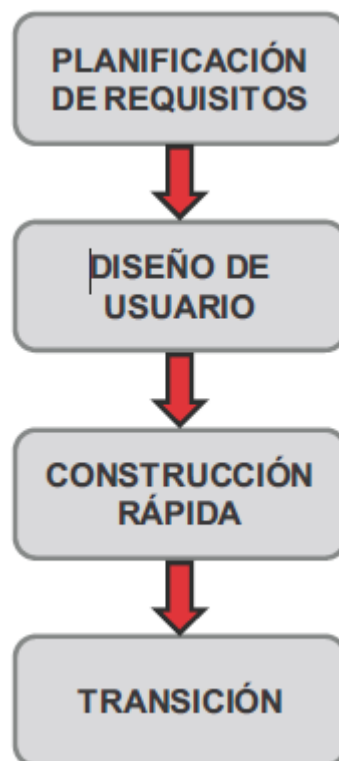 PLANIFICACIÓN
DE REQUISITOS
DISEÑO DE
USUARIO
CONSTRUCCIÓN
RÁPIDA
TRANSICIÓN